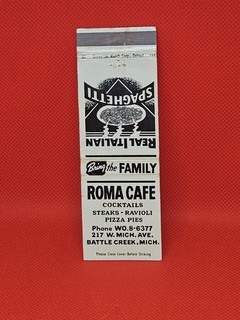 REAL ITALIAN
SPAGHETTI
Bring the FAMILY
ROMA CAFE
COCKTAILS
STEAKS - RAVIOLI
PIZZA PIES
Phone WO.8-6377
217 W. MICH. AVE.
BATTLE CREEK, MICH.
Please Close Cover Before Striking